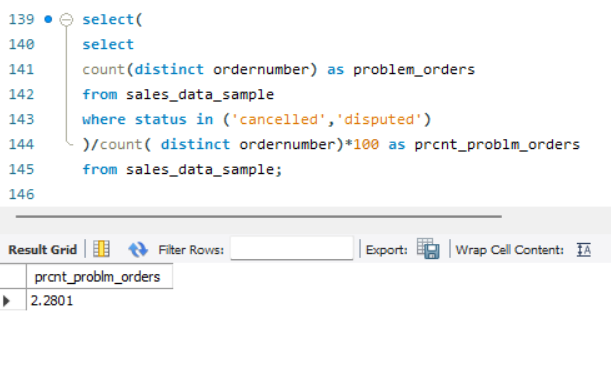 139 select(
140 select
141 count(distinct ordernumber) as problem_orders
142 from sales_data_sample
143 where status in ('cancelled','disputed')
144 )/count( distinct ordernumber)*100 as prcnt_problm_orders
145 from sales_data_sample;
146
Result Grid Filter Rows: Export: Wrap Cell Content: IA
prcnt_problm_orders
2.2801